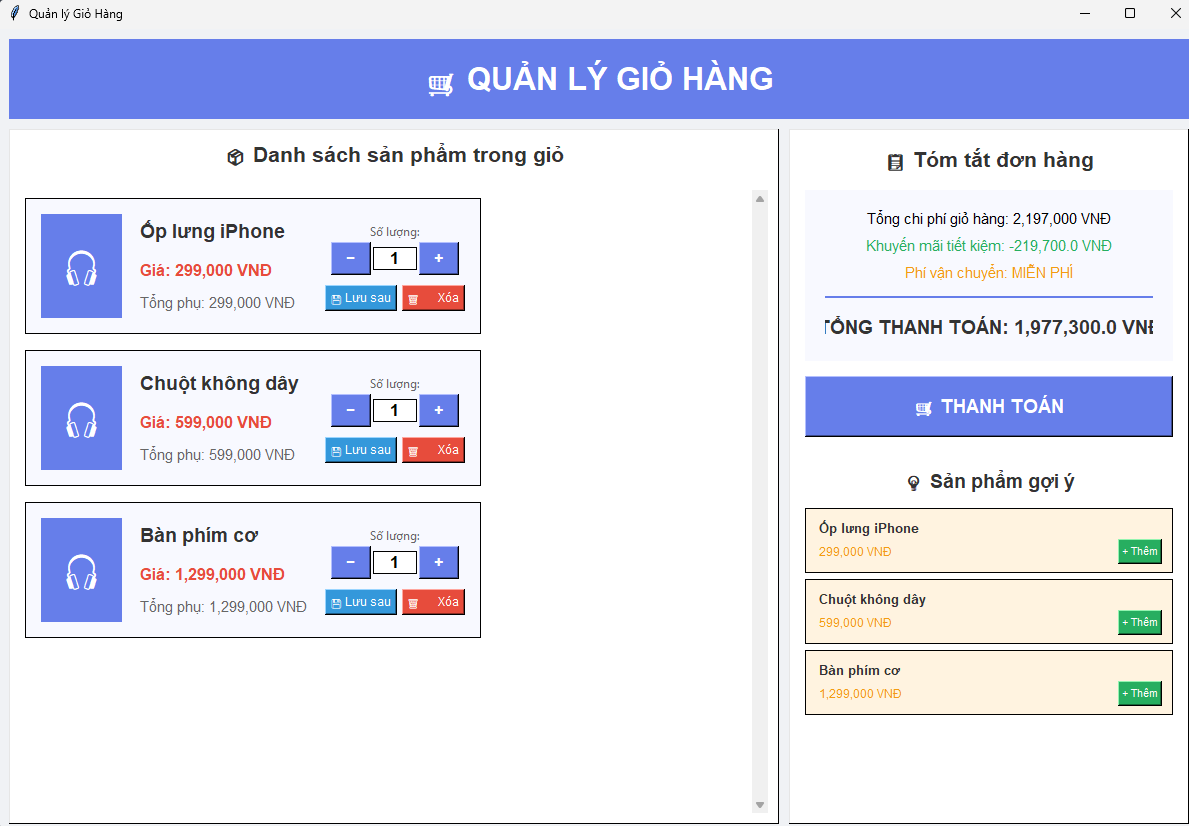 Quản lý Giỏ Hàng
QUẢN LÝ GIỎ HÀNG
Danh sách sản phẩm trong giỏ
Ốp lưng iPhone
Giá: 299,000 VNĐ
Tổng phụ: 299,000 VNĐ
Số lượng:
− 1 +
Lưu sau Xóa
Chuột không dây
Giá: 599,000 VNĐ
Tổng phụ: 599,000 VNĐ
Số lượng:
− 1 +
Lưu sau Xóa
Bàn phím cơ
Giá: 1,299,000 VNĐ
Tổng phụ: 1,299,000 VNĐ
Số lượng:
− 1 +
Lưu sau Xóa
Tóm tắt đơn hàng
Tổng chi phí giỏ hàng: 2,197,000 VNĐ
Khuyến mãi tiết kiệm: -219,700.0 VNĐ
Phí vận chuyển: MIỄN PHÍ
TỔNG THANH TOÁN: 1,977,300.0 VNĐ
THANH TOÁN
Sản phẩm gợi ý
Ốp lưng iPhone
299,000 VNĐ
+ Thêm
Chuột không dây
599,000 VNĐ
+ Thêm
Bàn phím cơ
1,299,000 VNĐ
+ Thêm